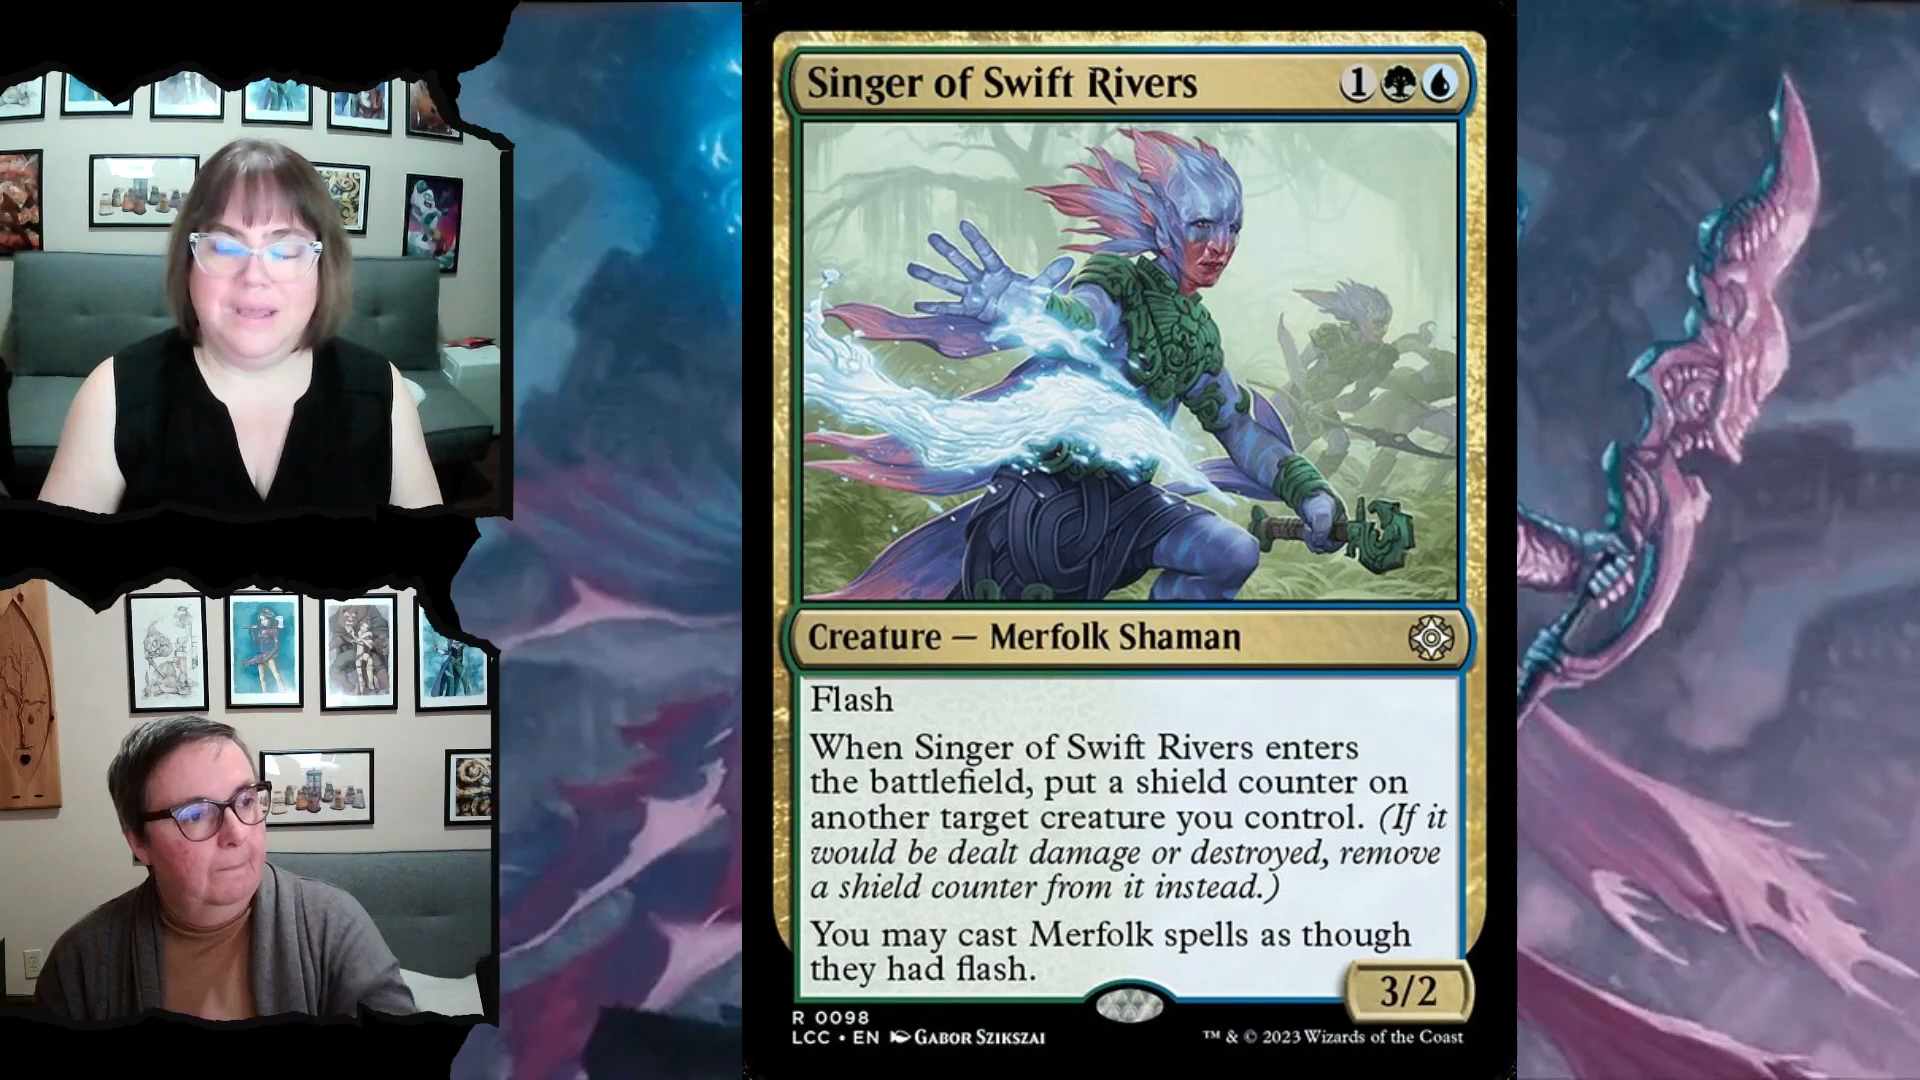 Singer of Swift Rivers 1
Creature — Merfolk Shaman
Flash
When Singer of Swift Rivers enters
the battlefield, put a shield counter on
another target creature you control. (If it
would be dealt damage or destroyed, remove
a shield counter from it instead.)
You may cast Merfolk spells as though
they had flash.
3/2
R 0098
LCC • EN GABOR SZIKSZAI
™ & © 2023 Wizards of the Coast